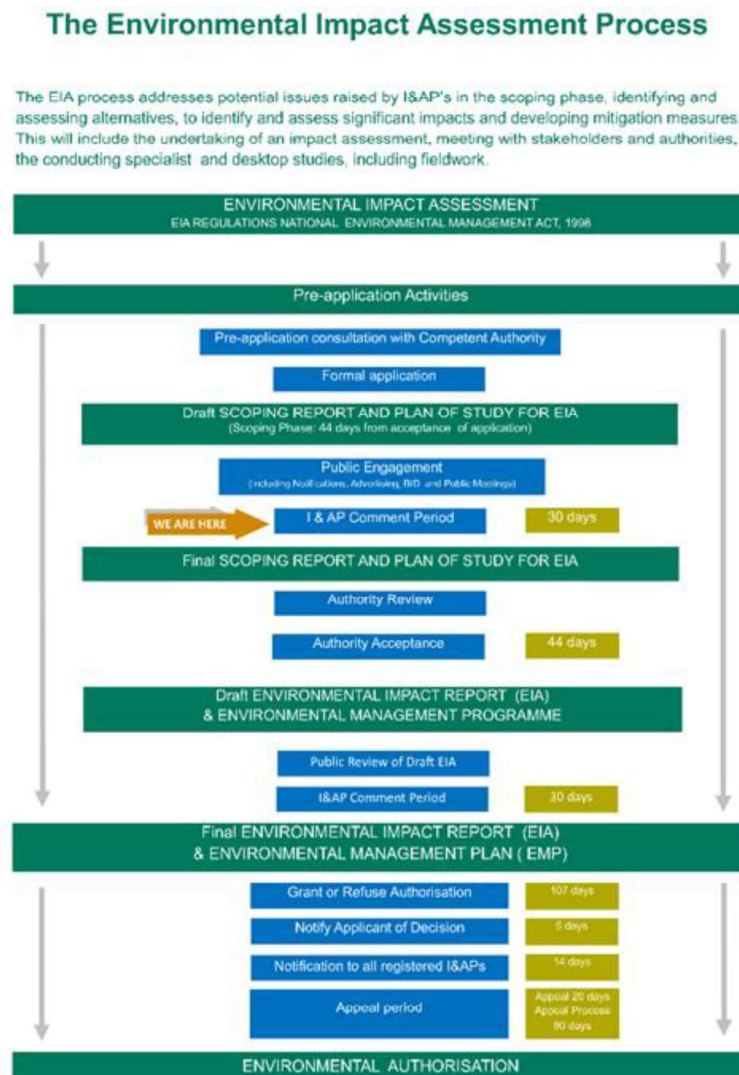 The Environmental Impact Assessment Process
The EIA process addresses potential issues raised by I&AP's in the scoping phase, identifying and
assessing alternatives, to identify and assess significant impacts and developing mitigation measures.
This will include the undertaking of an impact assessment, meeting with stakeholders and authorities,
the conducting specialist and desktop studies, including fieldwork.
ENVIRONMENTAL IMPACT ASSESSMENT
EIA REGULATIONS NATIONAL ENVIRONMENTAL MANAGEMENT ACT, 1998
Pre-application Activities
Pre-application consultation with Competent Authority
Formal application
Draft SCOPING REPORT AND PLAN OF STUDY FOR EIA
(Scoping Phase: 44 days from acceptance of application)
Public Engagement
(including Notifications, Advertising, BID and Public Meetings)
WE ARE HERE
I & AP Comment Period
30 days
Final SCOPING REPORT AND PLAN OF STUDY FOR EIA
Authority Review
Authority Acceptance
44 days
Draft ENVIRONMENTAL IMPACT REPORT (EIA)
& ENVIRONMENTAL MANAGEMENT PROGRAMME
Public Review of Draft EIA
I&AP Comment Period
30 days
Final ENVIRONMENTAL IMPACT REPORT (EIA)
& ENVIRONMENTAL MANAGEMENT PLAN ( EMP)
Grant or Refuse Authorisation
107 days
Notify Applicant of Decision
days
Notification to all registered I&APs
14 days
Appeal period
Appeal 20 days
Appeal Process
90 days
ENVIRONMENTAL AUTHORISATION